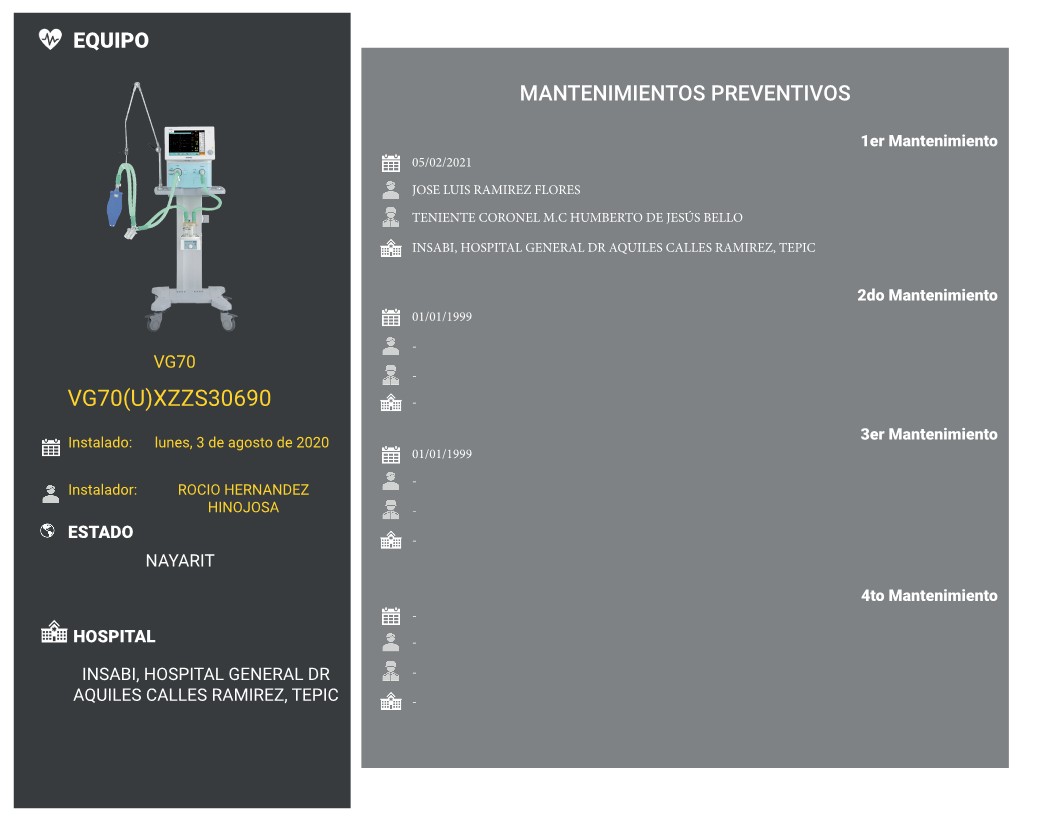 EQUIPO
VG70
VG70(U)XZZS30690
Instalado: lunes, 3 de agosto de 2020
Instalador: ROCIO HERNANDEZ
HINOJOSA
ESTADO
NAYARIT
HOSPITAL
INSABI, HOSPITAL GENERAL DR
AQUILES CALLES RAMIREZ, TEPIC
MANTENIMIENTOS PREVENTIVOS
1er Mantenimiento
05/02/2021
JOSE LUIS RAMIREZ FLORES
TENIENTE CORONEL M.C HUMBERTO DE JESÚS BELLO
INSABI, HOSPITAL GENERAL DR AQUILES CALLES RAMIREZ, TEPIC
2do Mantenimiento
01/01/1999
-
-
-
3er Mantenimiento
01/01/1999
-
-
-
4to Mantenimiento
-
-
-
-